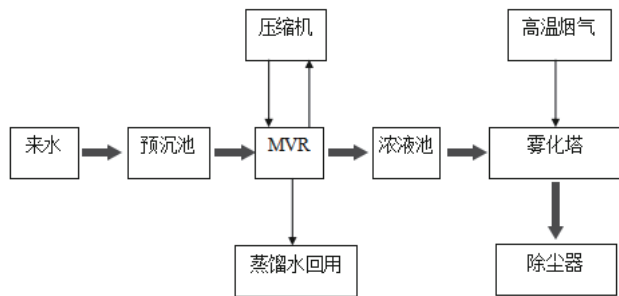 压缩机
高温烟气
来水
预沉池
MVR
浓液池
雾化塔
蒸馏水回用
除尘器